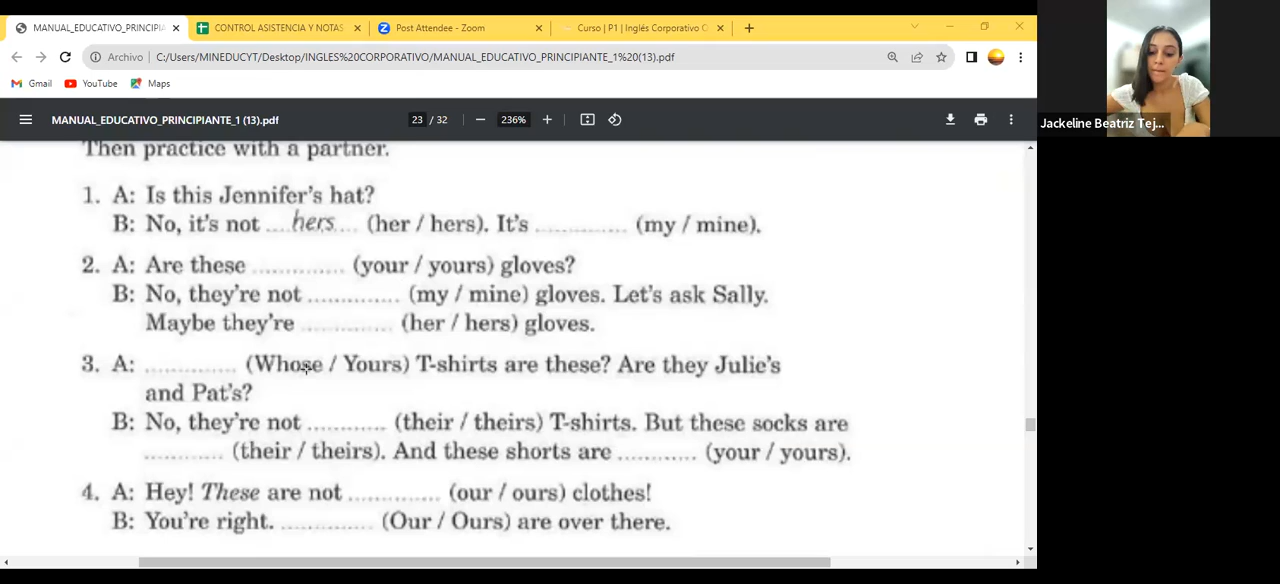 MANUAL_EDUCATIVO_PRINCIPIA
CONTROL ASISTENCIA Y NOTAS
Post Attendee - Zoom
Curso | P1 | Inglés Corporativo
Archivo
C:/Users/MINEDUCYT/Desktop/INGLES%20CORPORATIVO/MANUAL_EDUCATIVO_PRINCIPIANTE_1%20(13).pdf
Gmail
YouTube
Maps
MANUAL_EDUCATIVO_PRINCIPIANTE_1 (13).pdf
23 / 32
236%
Jackeline Beatriz Tej...
Then practice with a partner.
1. A: Is this Jennifer's hat?
B: No, it's not ....hers.... (her / hers). It's .............. (my / mine).
2. A: Are these .............. (your / yours) gloves?
B: No, they're not .............. (my / mine) gloves. Let's ask Sally.
Maybe they're .............. (her / hers) gloves.
3. A: .............. (Whose / Yours) T-shirts are these? Are they Julie's
and Pat's?
B: No, they're not ............ (their / theirs) T-shirts. But these socks are
............ (their / theirs). And these shorts are ............ (your / yours).
4. A: Hey! These are not .............. (our / ours) clothes!
B: You're right. .............. (Our / Ours) are over there.